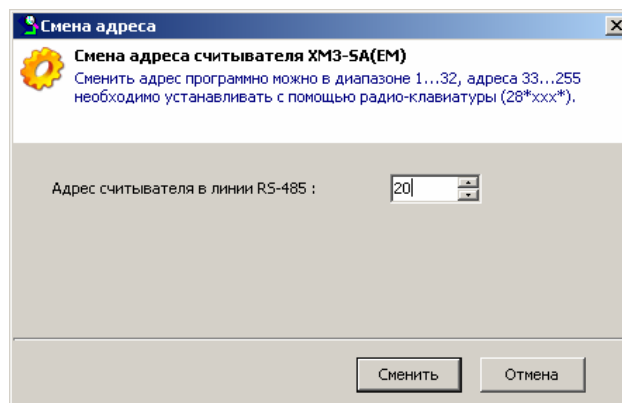 Смена адреса
Смена адреса считывателя XM3-SA(EM)
Сменить адрес программно можно в диапазоне 1...32, адреса 33...255
необходимо устанавливать с помощью радио-клавиатуры (28*xxx*).
Адрес считывателя в линии RS-485 :
20
Сменить
Отмена